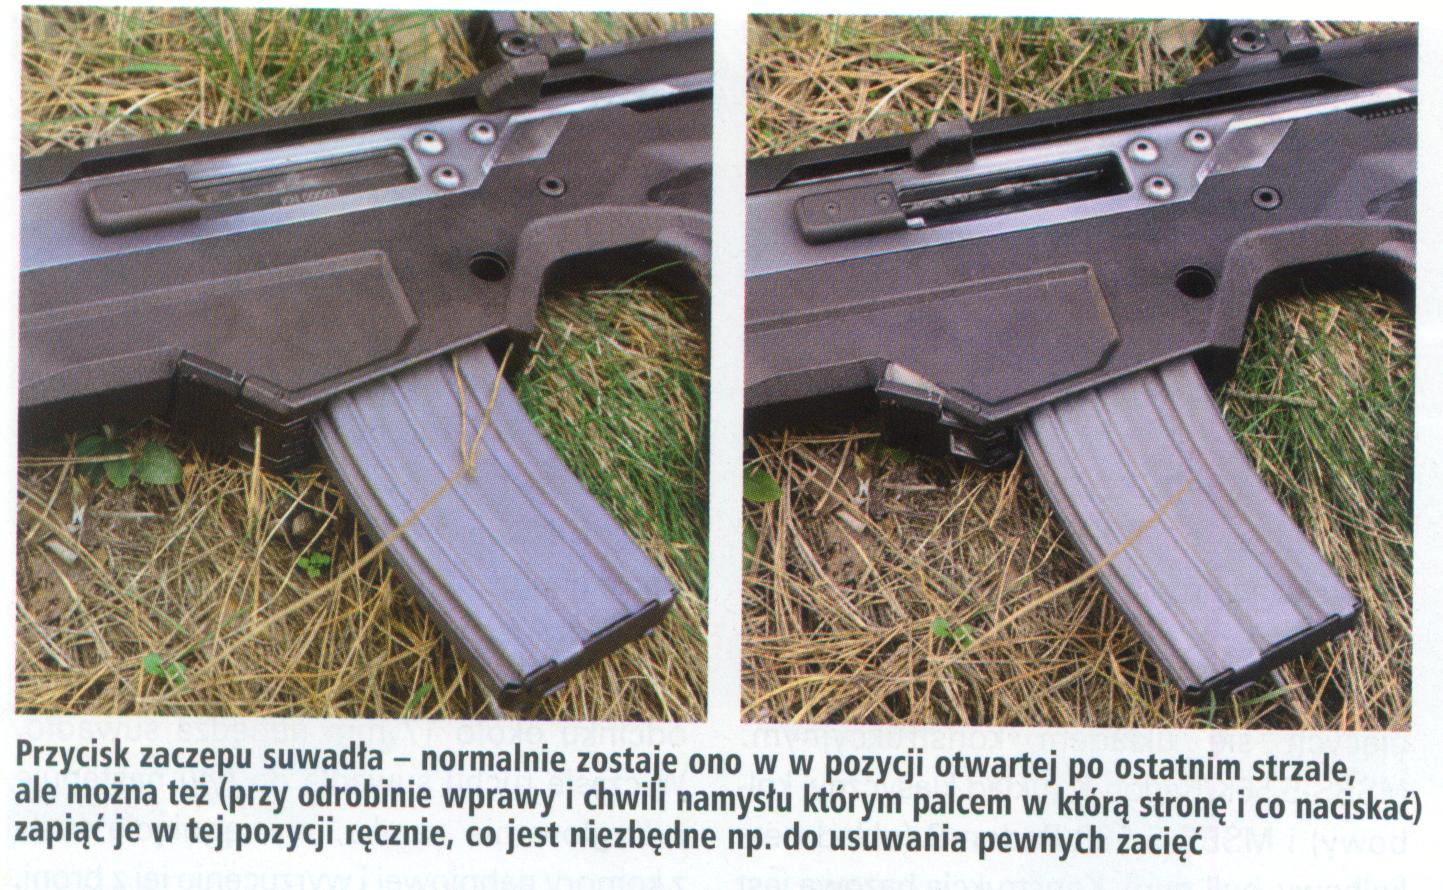 Przycisk zaczepu suwadła – normalnie zostaje ono w w pozycji otwartej po ostatnim strzale,
ale można też (przy odrobinie wprawy i chwili namysłu którym palcem w którą stronę i co naciskać)
zapiąć je w tej pozycji ręcznie, co jest niezbędne np. do usuwania pewnych zacięć